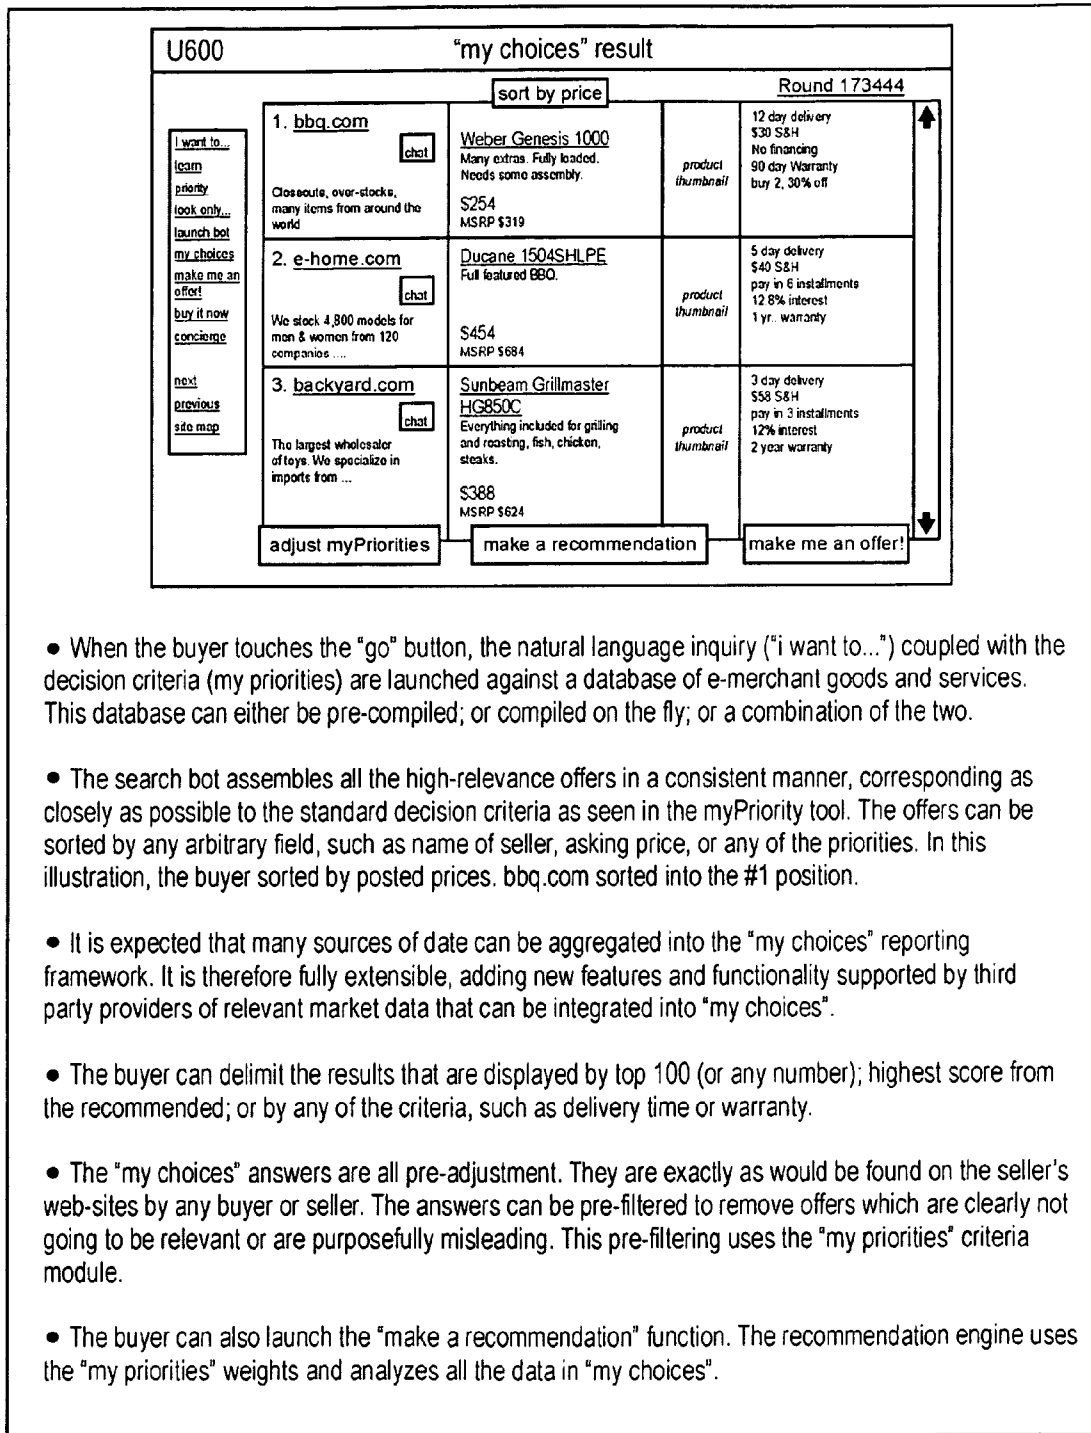 U600
"my choices" result
sort by price
Round 173444
I want to...
learn
priority
look only...
launch bot
my choices
make me an
offer!
buy it now
concierge
next
previous
site map
1. bbq.com
chat
Closeouts, over-stocks,
many items from around the
world
Weber Genesis 1000
Many extras. Fully loaded.
Needs some assembly.
$254
MSRP $319
product
thumbnail
12 day delivery
$30 S&H
No financing
90 day Warranty
buy 2, 30% off
2. e-home.com
chat
We stock 4,800 models for
men & women from 120
companies ....
Ducane 1504SHLPE
Full featured BBQ.
$454
MSRP $684
product
thumbnail
5 day delivery
$40 S&H
pay in 6 installments
12.8% interest
1 yr.. warranty
3. backyard.com
chat
The largest wholesaler
of toys. We specialize in
imports from ...
Sunbeam Grillmaster
HG850C
Everything included for grilling
and roasting, fish, chicken,
steaks.
$388
MSRP $624
product
thumbnail
3 day delivery
$58 S&H
pay in 3 installments
12% interest
2 year warranty
adjust myPriorities
make a recommendation
make me an offer!
● When the buyer touches the "go" button, the natural language inquiry ("i want to...") coupled with the
decision criteria (my priorities) are launched against a database of e-merchant goods and services.
This database can either be pre-compiled; or compiled on the fly; or a combination of the two.
● The search bot assembles all the high-relevance offers in a consistent manner, corresponding as
closely as possible to the standard decision criteria as seen in the myPriority tool. The offers can be
sorted by any arbitrary field, such as name of seller, asking price, or any of the priorities. In this
illustration, the buyer sorted by posted prices. bbq.com sorted into the #1 position.
● It is expected that many sources of date can be aggregated into the "my choices" reporting
framework. It is therefore fully extensible, adding new features and functionality supported by third
party providers of relevant market data that can be integrated into "my choices".
● The buyer can delimit the results that are displayed by top 100 (or any number); highest score from
the recommended; or by any of the criteria, such as delivery time or warranty.
● The "my choices" answers are all pre-adjustment. They are exactly as would be found on the seller's
web-sites by any buyer or seller. The answers can be pre-filtered to remove offers which are clearly not
going to be relevant or are purposefully misleading. This pre-filtering uses the "my priorities" criteria
module.
● The buyer can also launch the "make a recommendation" function. The recommendation engine uses
the "my priorities" weights and analyzes all the data in "my choices".